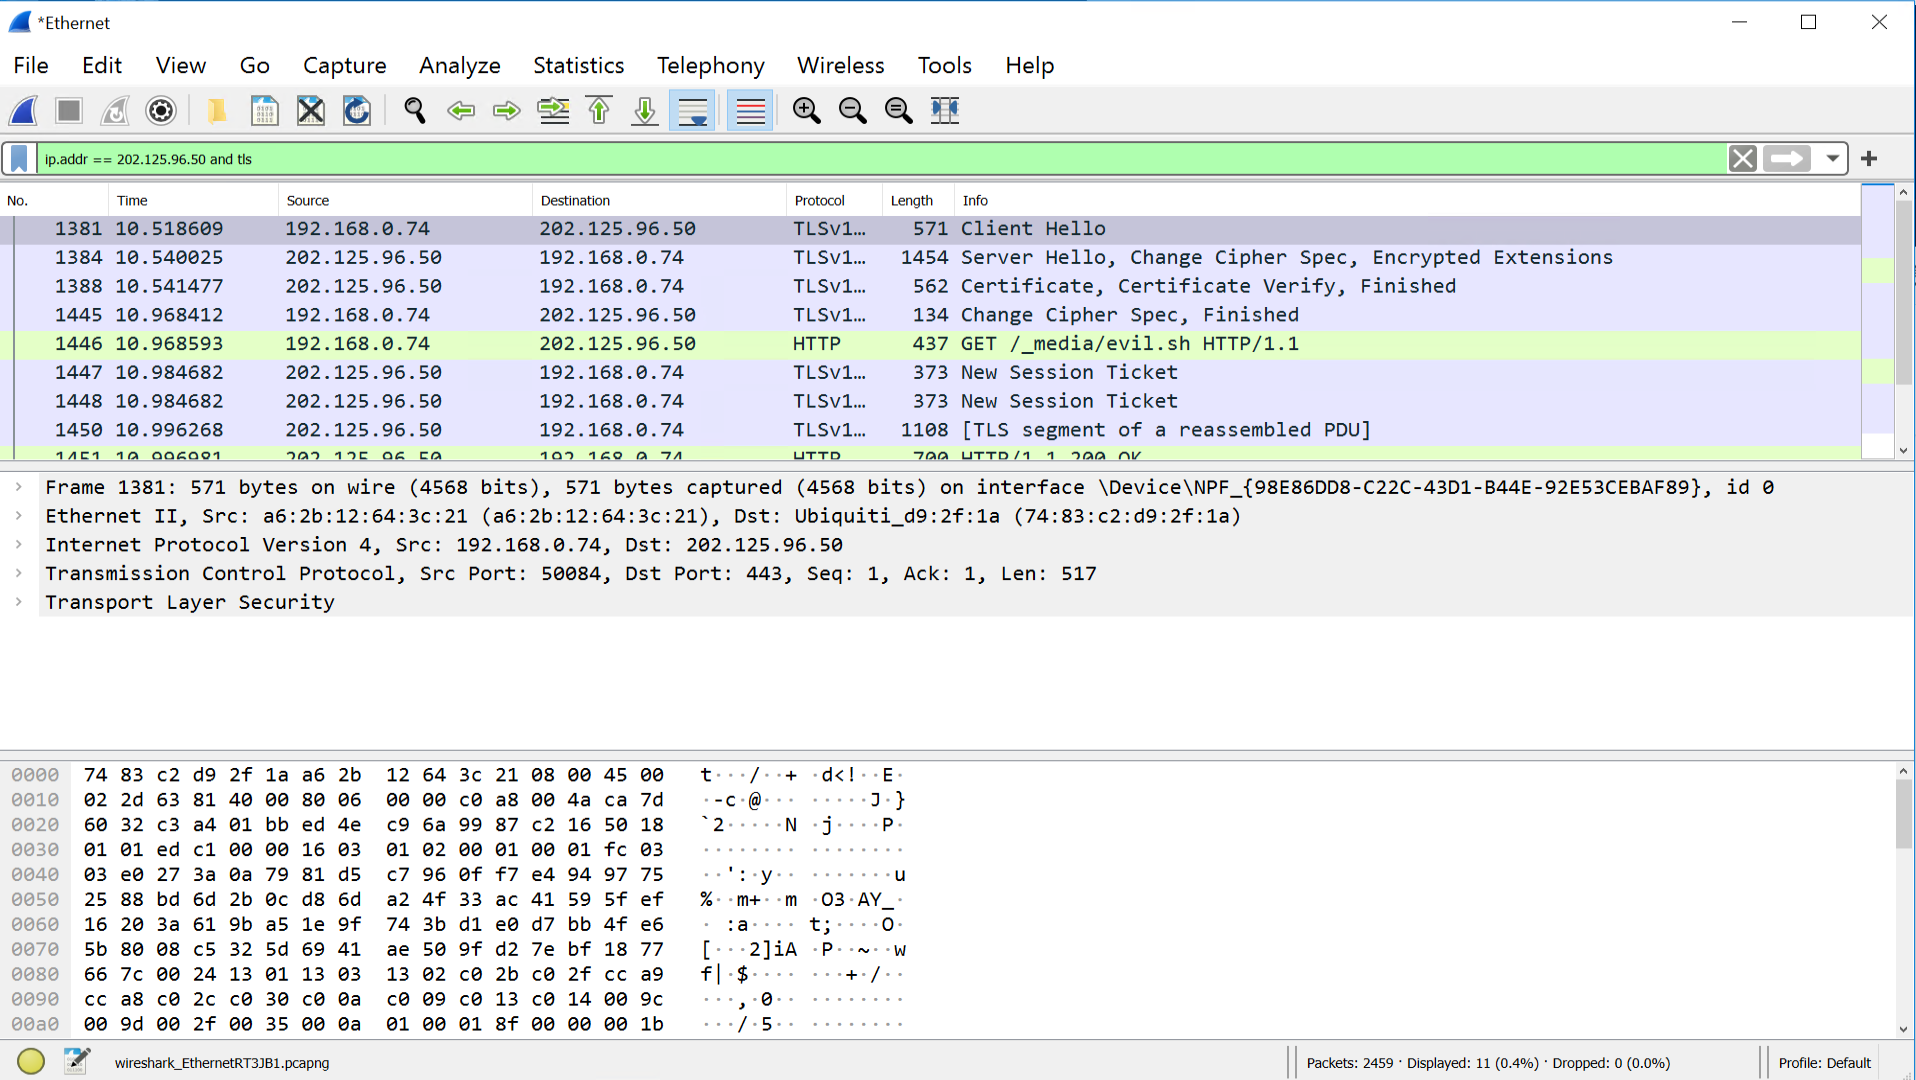 *Ethernet
File Edit View Go Capture Analyze Statistics Telephony Wireless Tools Help
ip.addr == 202.125.96.50 and tls
No. Time Source Destination Protocol Length Info
1381 10.518609 192.168.0.74 202.125.96.50 TLSv1… 571 Client Hello
1384 10.540025 202.125.96.50 192.168.0.74 TLSv1… 1454 Server Hello, Change Cipher Spec, Encrypted Extensions
1388 10.541477 202.125.96.50 192.168.0.74 TLSv1… 562 Certificate, Certificate Verify, Finished
1445 10.968412 192.168.0.74 202.125.96.50 TLSv1… 134 Change Cipher Spec, Finished
1446 10.968593 192.168.0.74 202.125.96.50 HTTP 437 GET /_media/evil.sh HTTP/1.1
1447 10.984682 202.125.96.50 192.168.0.74 TLSv1… 373 New Session Ticket
1448 10.984682 202.125.96.50 192.168.0.74 TLSv1… 373 New Session Ticket
1450 10.996268 202.125.96.50 192.168.0.74 TLSv1… 1108 [TLS segment of a reassembled PDU]
1451 10.996981 202.125.96.50 192.168.0.74 HTTP 700 HTTP/1.1 200 OK
Frame 1381: 571 bytes on wire (4568 bits), 571 bytes captured (4568 bits) on interface \Device\NPF_{98E86DD8-C22C-43D1-B44E-92E53CEBAF89}, id 0
Ethernet II, Src: a6:2b:12:64:3c:21 (a6:2b:12:64:3c:21), Dst: Ubiquiti_d9:2f:1a (74:83:c2:d9:2f:1a)
Internet Protocol Version 4, Src: 192.168.0.74, Dst: 202.125.96.50
Transmission Control Protocol, Src Port: 50084, Dst Port: 443, Seq: 1, Ack: 1, Len: 517
Transport Layer Security
0000 74 83 c2 d9 2f 1a a6 2b 12 64 3c 21 08 00 45 00 t···/··+ ·d<!··E·
0010 02 2d 63 81 40 00 80 06 00 00 c0 a8 00 4a ca 7d ·-c·@··· ·····J·}
0020 60 32 c3 a4 01 bb ed 4e c9 6a 99 87 c2 16 50 18 `2·····N ·j····P·
0030 01 01 ed c1 00 00 16 03 01 02 00 01 00 01 fc 03 ········ ········
0040 03 e0 27 3a 0a 79 81 d5 c7 96 0f f7 e4 94 97 75 ··':·y·· ·······u
0050 25 88 bd 6d 2b 0c d8 6d a2 4f 33 ac 41 59 5f ef %··m+··m ·O3·AY_·
0060 16 20 3a 61 9b a5 1e 9f 74 3b d1 e0 d7 bb 4f e6 · :a···· t;····O·
0070 5b 80 08 c5 32 5d 69 41 ae 50 9f d2 7e bf 18 77 [···2]iA ·P··~··w
0080 66 7c 00 24 13 01 13 03 13 02 c0 2b c0 2f cc a9 f|·$···· ···+·/··
0090 cc a8 c0 2c c0 30 c0 0a c0 09 c0 13 c0 14 00 9c ···,·0·· ········
00a0 00 9d 00 2f 00 35 00 0a 01 00 01 8f 00 00 00 1b ···/·5·· ········
wireshark_EthernetRT3JB1.pcapng Packets: 2459 · Displayed: 11 (0.4%) · Dropped: 0 (0.0%) Profile: Default